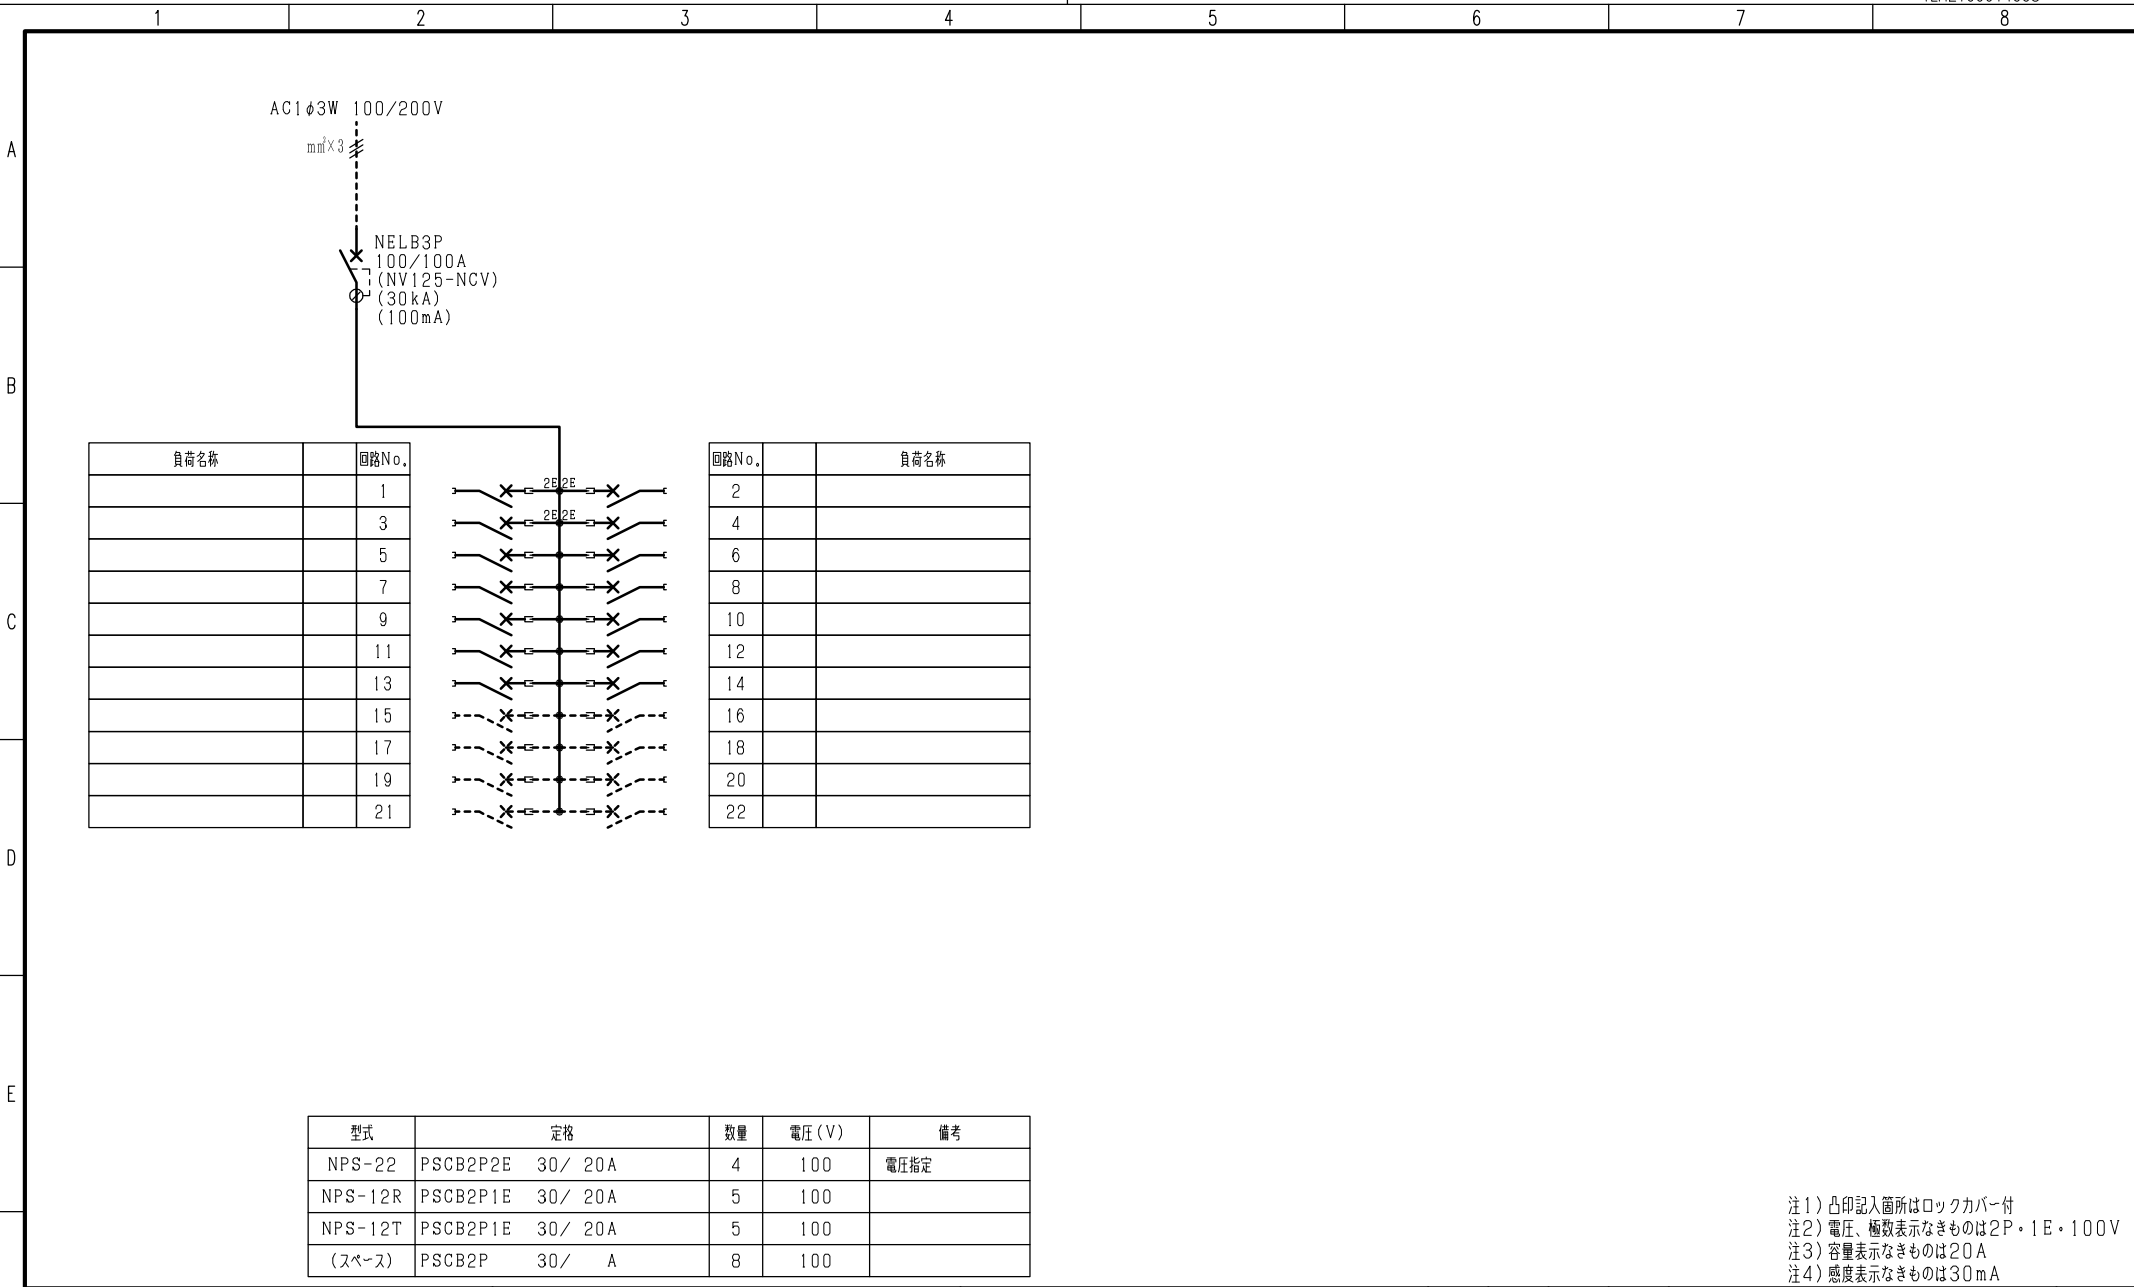 1 2 3 4 5 6 7 8
AC1φ3W 100/200V
A
mm²×3
NELB3P
100/100A
(NV125-NCV)
(30kA)
(100mA)
B
負荷名称 回路No. 回路No. 負荷名称
1 2E 2E 2
3 2E 2E 4
5 6
7 8
9 10
C
11 12
13 14
15 16
17 18
19 20
21 22
D
E
型式 定格 数量 電圧(V) 備考
NPS-22 PSCB2P2E 30/ 20A 4 100 電圧指定
NPS-12R PSCB2P1E 30/ 20A 5 100
NPS-12T PSCB2P1E 30/ 20A 5 100
(スペース) PSCB2P 30/ A 8 100
注1)凸印記入箇所はロックカバー付
注2)電圧、極数表示なきものは2P・1E・100V
注3)容量表示なきものは20A
注4)感度表示なきものは30mA